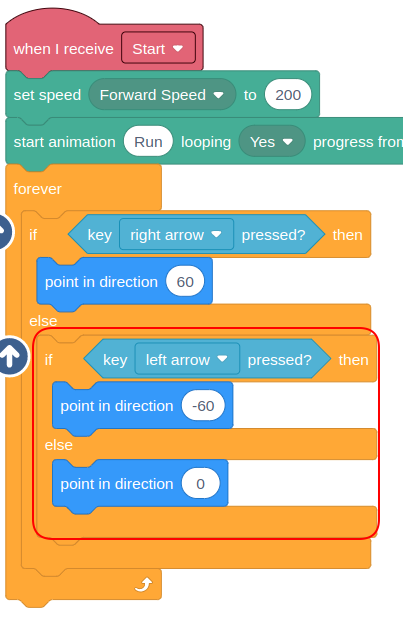 when I receive Start
set speed Forward Speed to 200
start animation Run looping Yes progress from
forever
if key right arrow pressed? then
point in direction 60
else
if key left arrow pressed? then
point in direction -60
else
point in direction 0